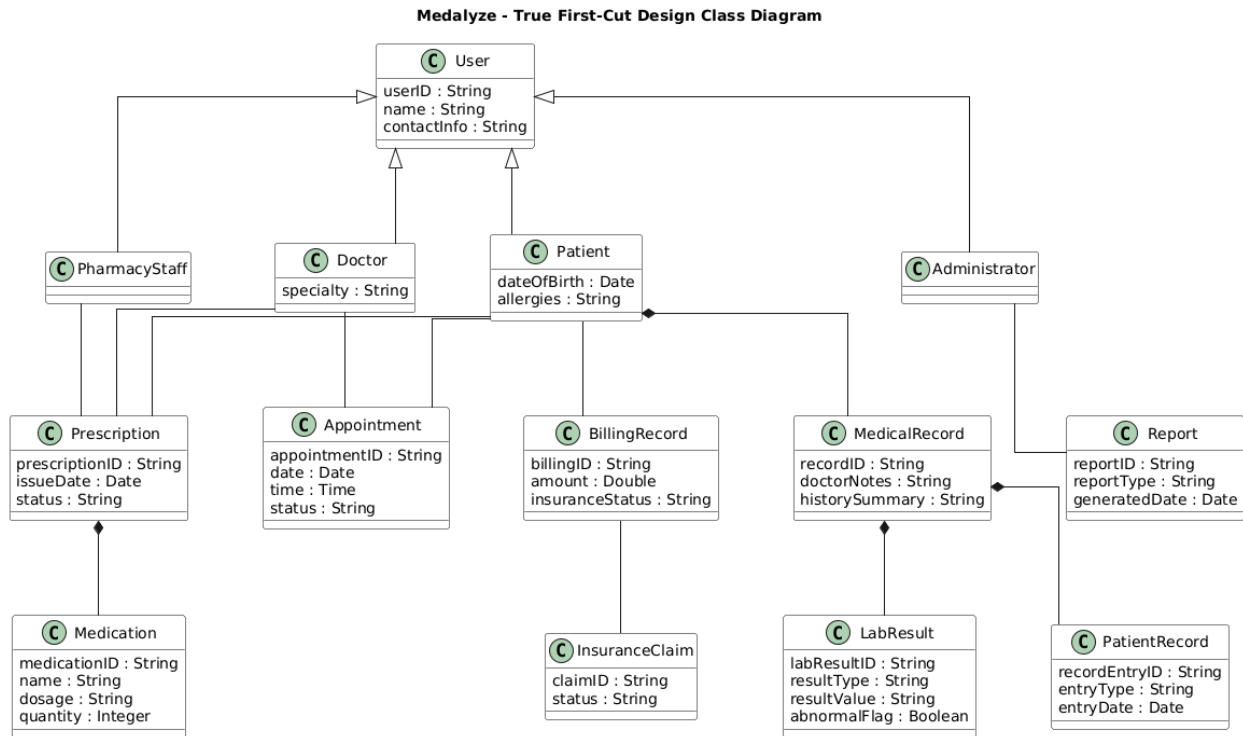 Medalyze - True First-Cut Design Class Diagram
C User
userID : String
name : String
contactInfo : String
C PharmacyStaff
C Doctor
specialty : String
C Patient
dateOfBirth : Date
allergies : String
C Administrator
C Prescription
prescriptionID : String
issueDate : Date
status : String
C Appointment
appointmentID : String
date : Date
time : Time
status : String
C BillingRecord
billingID : String
amount : Double
insuranceStatus : String
C MedicalRecord
recordID : String
doctorNotes : String
historySummary : String
C Report
reportID : String
reportType : String
generatedDate : Date
C Medication
medicationID : String
name : String
dosage : String
quantity : Integer
C InsuranceClaim
claimID : String
status : String
C LabResult
labResultID : String
resultType : String
resultValue : String
abnormalFlag : Boolean
C PatientRecord
recordEntryID : String
entryType : String
entryDate : Date